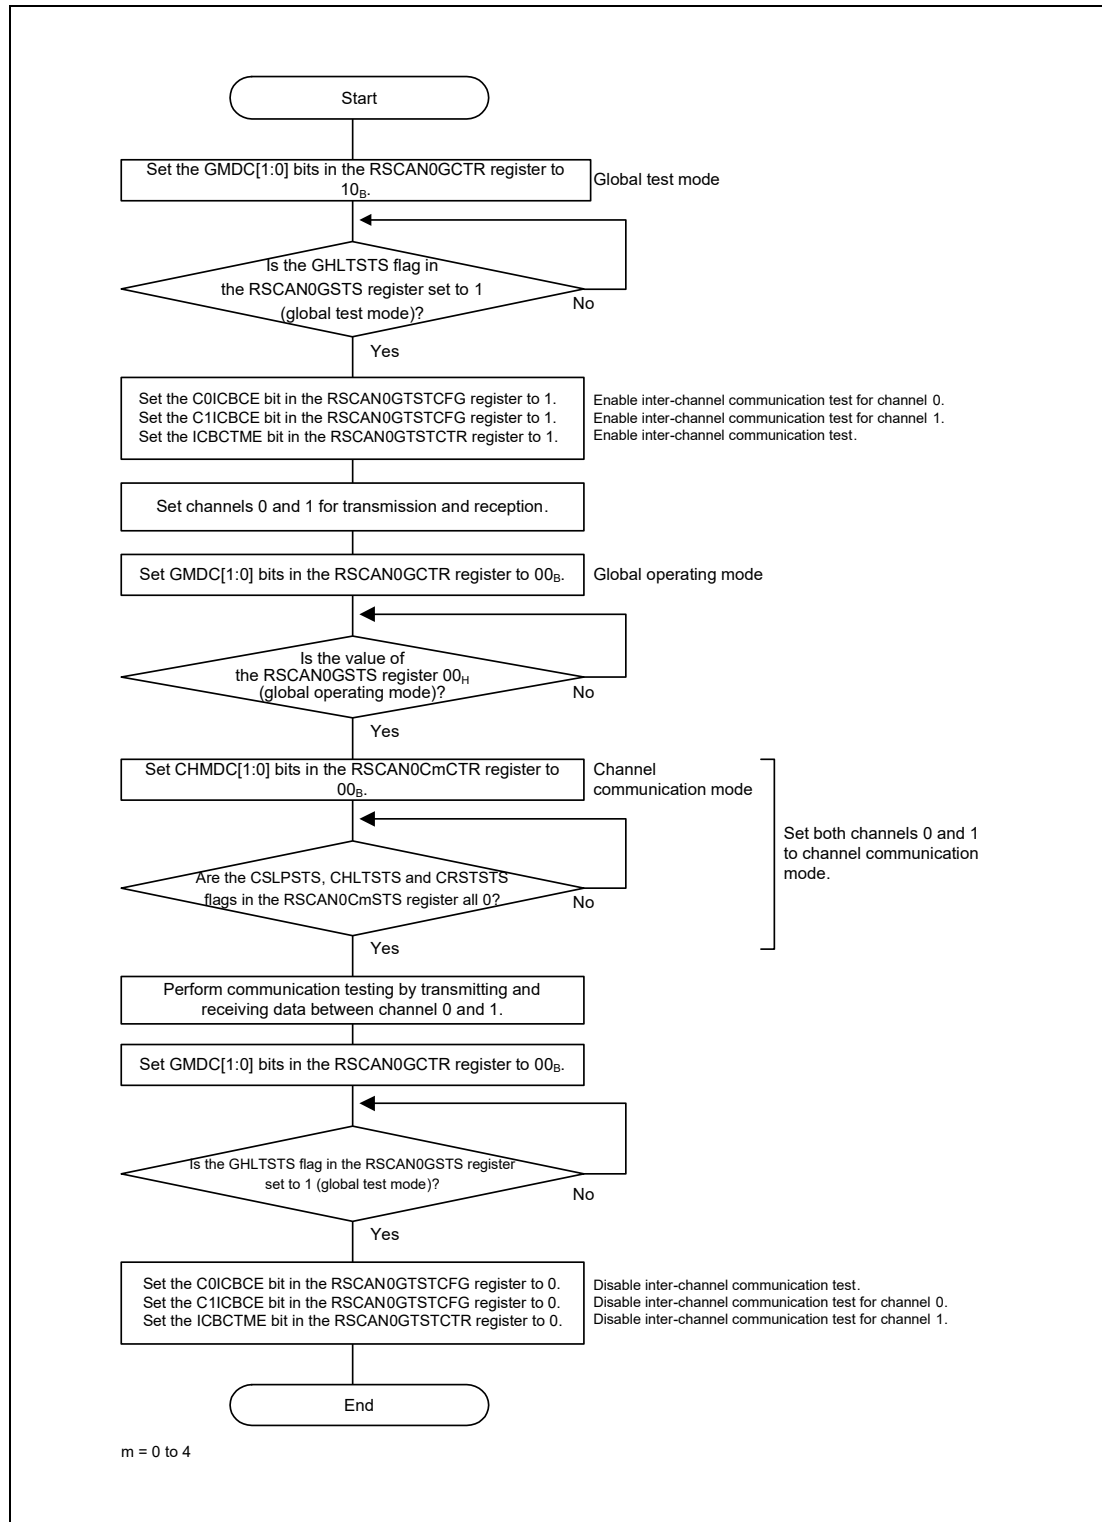 Start
Set the GMDC[1:0] bits in the RSCAN0GCTR register to
10B.
Global test mode
Is the GHLTSTS flag in
the RSCAN0GSTS register set to 1
(global test mode)?
No
Yes
Set the C0ICBCE bit in the RSCAN0GTSTCFG register to 1.
Set the C1ICBCE bit in the RSCAN0GTSTCFG register to 1.
Set the ICBCTME bit in the RSCAN0GTSTCTR register to 1.
Enable inter-channel communication test for channel 0.
Enable inter-channel communication test for channel 1.
Enable inter-channel communication test.
Set channels 0 and 1 for transmission and reception.
Set GMDC[1:0] bits in the RSCAN0GCTR register to 00B.
Global operating mode
Is the value of
the RSCAN0GSTS register 00H
(global operating mode)?
No
Yes
Set CHMDC[1:0] bits in the RSCAN0CmCTR register to
00B.
Channel
communication mode
Set both channels 0 and 1
to channel communication
mode.
Are the CSLPSTS, CHLTSTS and CRSTSTS
flags in the RSCAN0CmSTS register all 0?
No
Yes
Perform communication testing by transmitting and
receiving data between channel 0 and 1.
Set GMDC[1:0] bits in the RSCAN0GCTR register to 00B.
Is the GHLTSTS flag in the RSCAN0GSTS register
set to 1 (global test mode)?
No
Yes
Set the C0ICBCE bit in the RSCAN0GTSTCFG register to 0.
Set the C1ICBCE bit in the RSCAN0GTSTCFG register to 0.
Set the ICBCTME bit in the RSCAN0GTSTCTR register to 0.
Disable inter-channel communication test.
Disable inter-channel communication test for channel 0.
Disable inter-channel communication test for channel 1.
End
m = 0 to 4